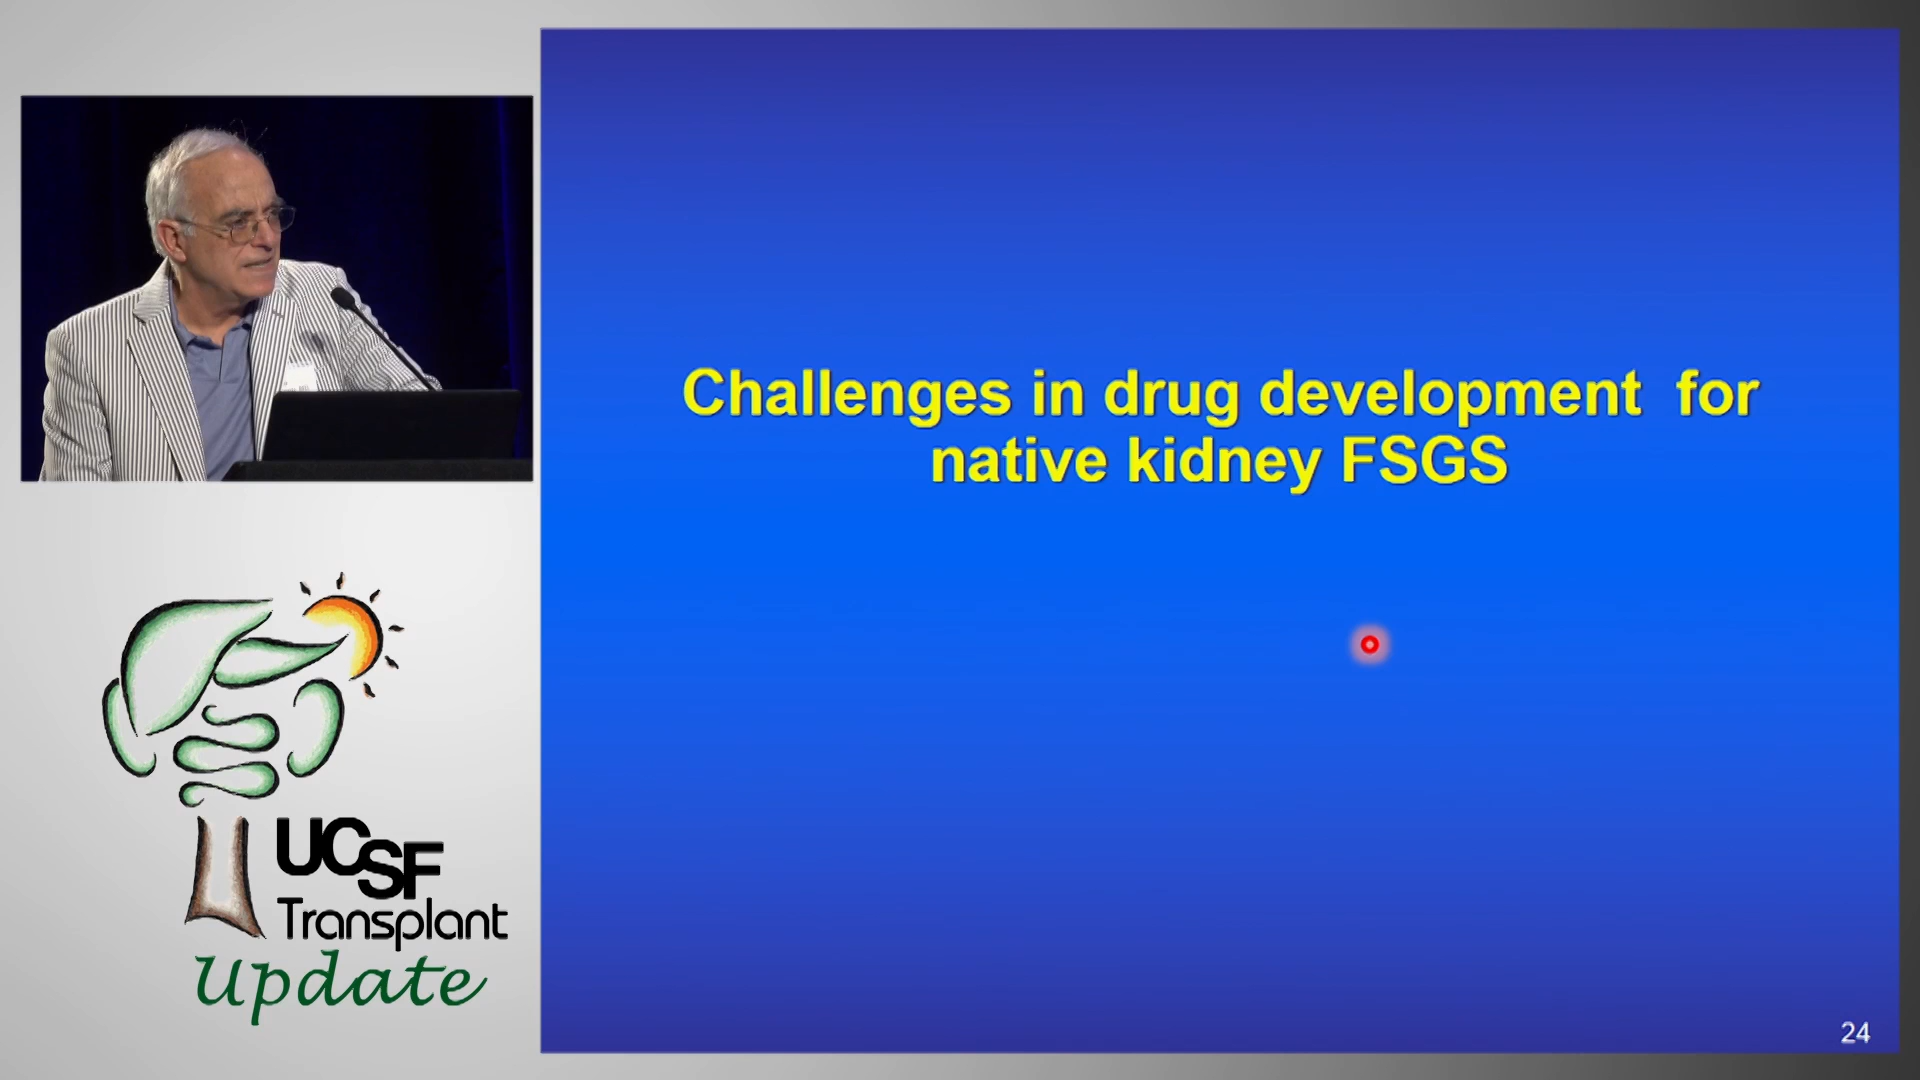 Challenges in drug development for
native kidney FSGS
UCSF
Transplant
Update
24